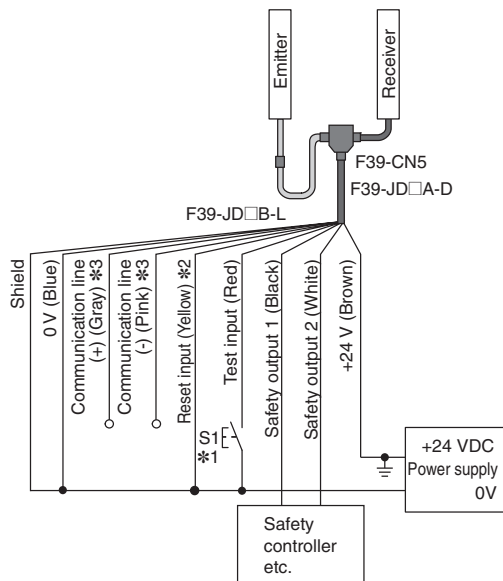 Emitter
Receiver
F39-CN5
F39-JD□A-D
F39-JD□B-L
Shield
0 V (Blue)
Communication line
(+) (Gray) *3
Communication line
(-) (Pink) *3
Reset input (Yellow) *2
Test input (Red)
Safety output 1 (Black)
Safety output 2 (White)
+24 V (Brown)
S1
*1
+24 VDC
Power supply
0V
Safety
controller
etc.